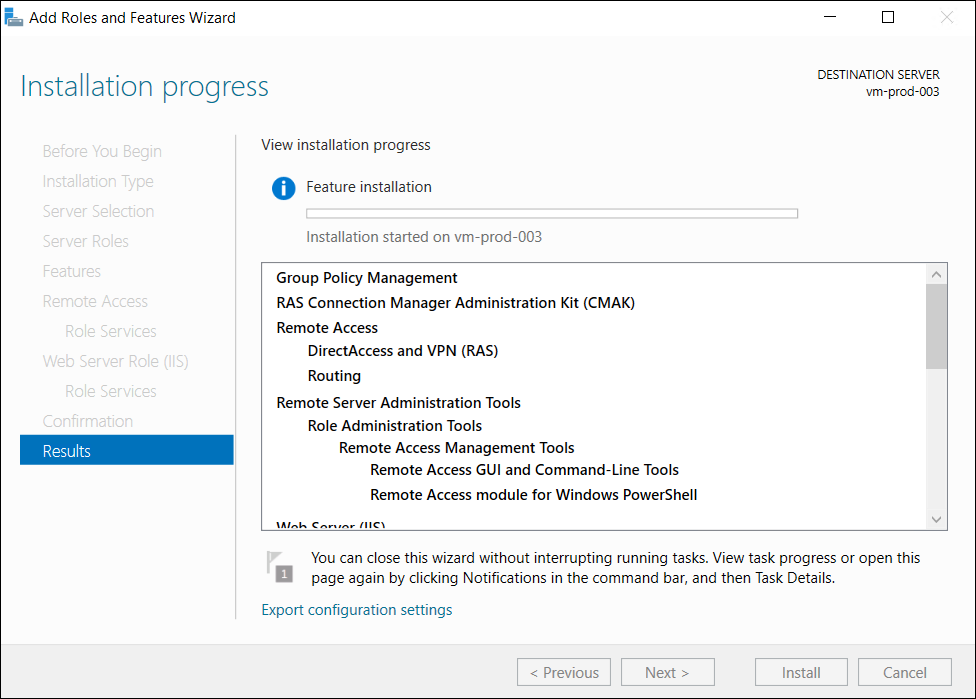 Add Roles and Features Wizard
Installation progress
DESTINATION SERVER
vm-prod-003
Before You Begin
Installation Type
Server Selection
Server Roles
Features
Remote Access
Role Services
Web Server Role (IIS)
Role Services
Confirmation
Results
View installation progress
Feature installation
Installation started on vm-prod-003
Group Policy Management
RAS Connection Manager Administration Kit (CMAK)
Remote Access
DirectAccess and VPN (RAS)
Routing
Remote Server Administration Tools
Role Administration Tools
Remote Access Management Tools
Remote Access GUI and Command-Line Tools
Remote Access module for Windows PowerShell
Web Server (IIS)
1
You can close this wizard without interrupting running tasks. View task progress or open this
page again by clicking Notifications in the command bar, and then Task Details.
Export configuration settings
< Previous
Next >
Install
Cancel